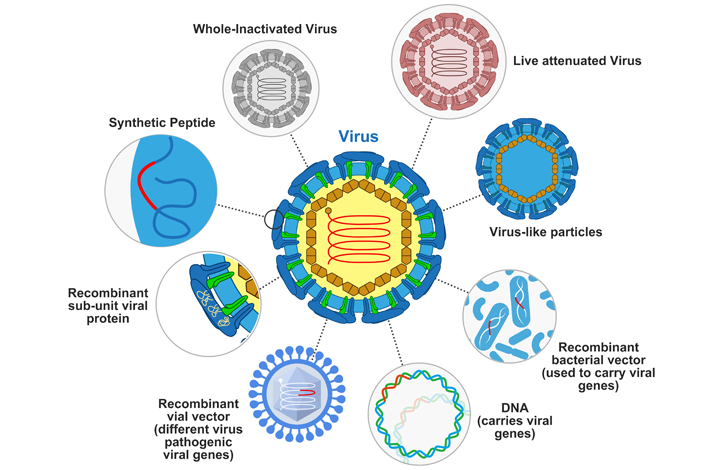 Whole-Inactivated Virus
Live attenuated Virus
Synthetic Peptide
Virus
Virus-like particles
Recombinant
sub-unit viral
protein
Recombinant
bacterial vector
(used to carry viral
genes)
Recombinant
vial vector
(different virus
pathogenic
viral genes)
DNA
(carries viral
genes)